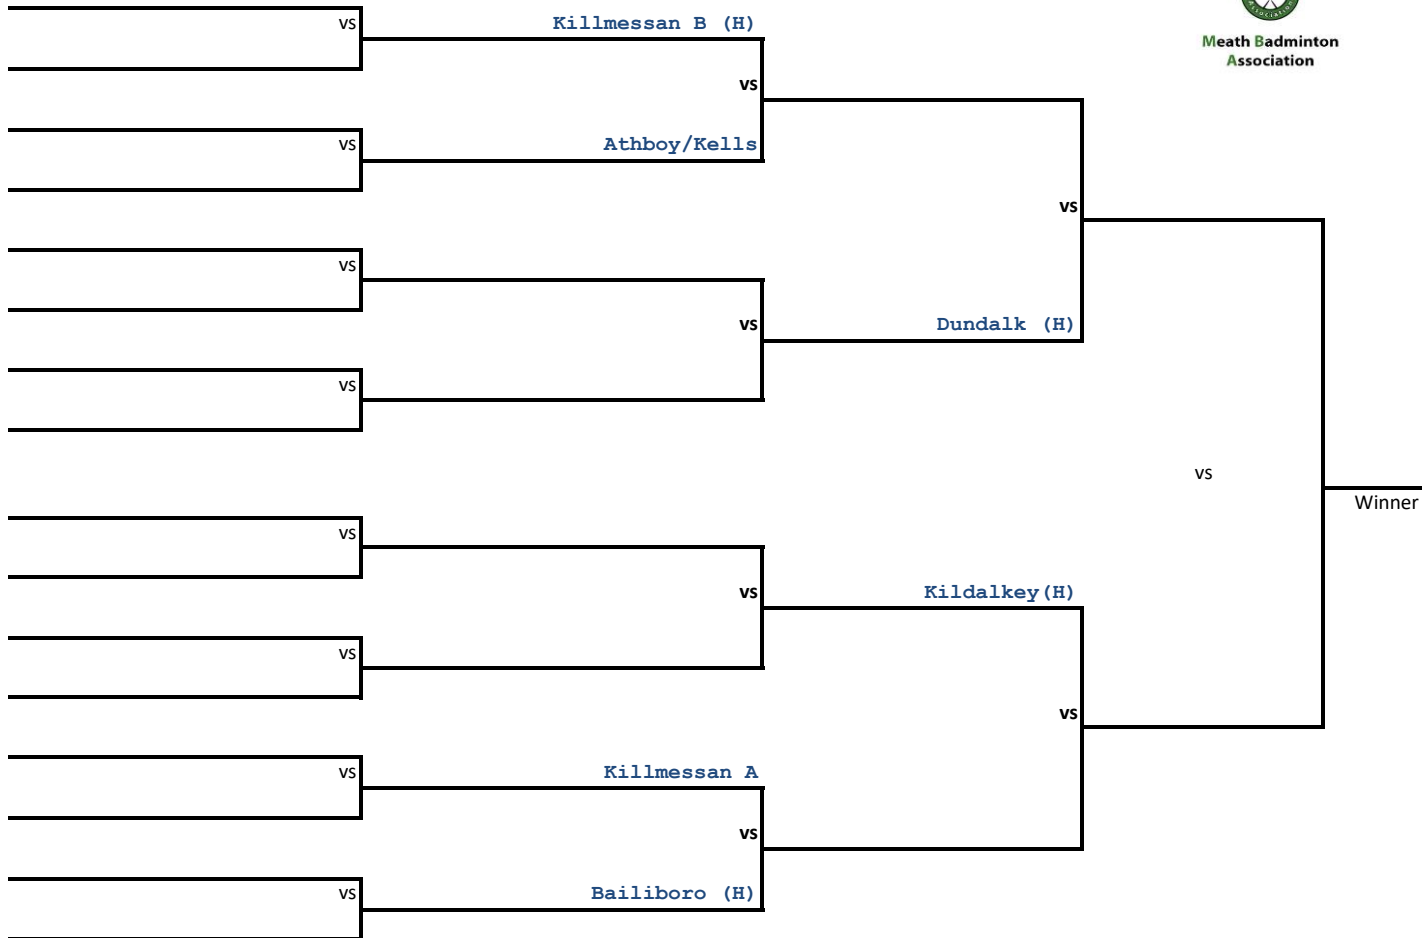 vs
Killmessan B (H)
Association
Meath Badminton
Association
vs
vs
Athboy/Kells
vs
vs
vs
Dundalk (H)
vs
vs
Winner
vs
vs
Kildalkey(H)
vs
vs
vs
Killmessan A
vs
vs
Bailiboro (H)